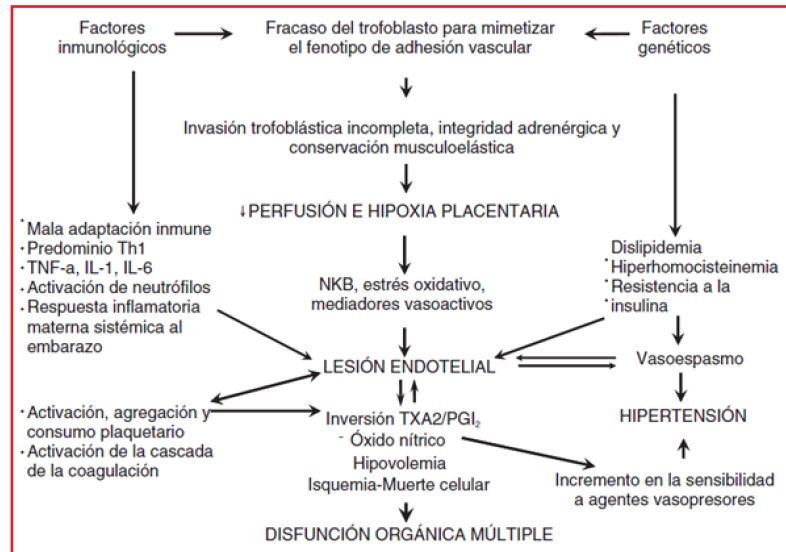 Factores
inmunológicos
Fracaso del trofoblasto para mimetizar
el fenotipo de adhesión vascular
Factores
genéticos
Invasión trofoblástica incompleta, integridad adrenérgica y
conservación musculoelástica
↓PERFUSIÓN E HIPOXIA PLACENTARIA
· Mala adaptación inmune
· Predominio Th1
· TNF-a, IL-1, IL-6
· Activación de neutrófilos
· Respuesta inflamatoria
materna sistémica al
embarazo
NKB, estrés oxidativo,
mediadores vasoactivos
Dislipidemia
· Hiperhomocisteinemia
· Resistencia a la
· insulina
LESIÓN ENDOTELIAL
Vasoespasmo
HIPERTENSIÓN
· Activación, agregación y
consumo plaquetario
· Activación de la cascada
de la coagulación
Inversión TXA2/PGI₂
- Óxido nítrico
Hipovolemia
Isquemia-Muerte celular
Incremento en la sensibilidad
a agentes vasopresores
DISFUNCIÓN ORGÁNICA MÚLTIPLE